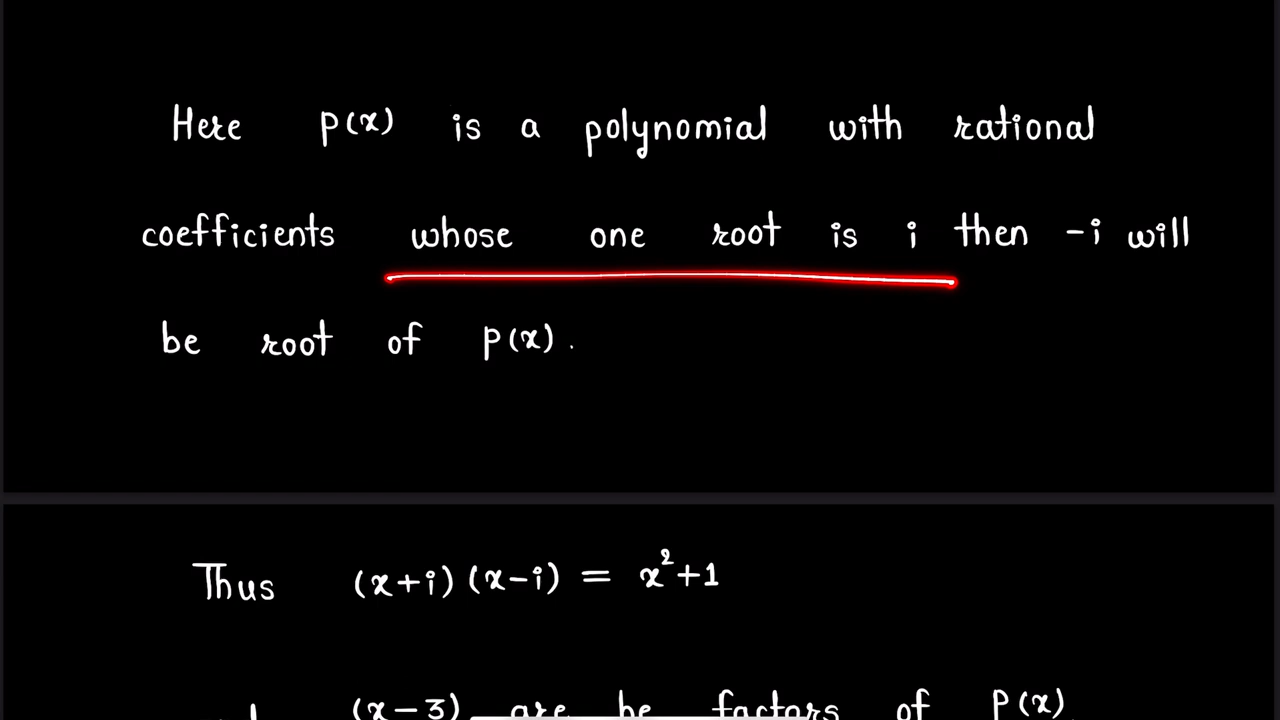 Here P(x) is a polynomial with rational
coefficients whose one root is i then -i will
be root of P(x).
Thus (x+i)(x-i) = x²+1
(x-3) are be factors of P(x)